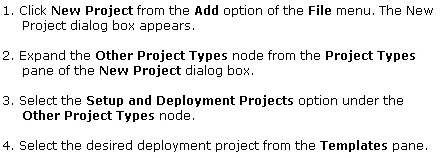 1. Click New Project from the Add option of the File menu. The New
Project dialog box appears.
2. Expand the Other Project Types node from the Project Types
pane of the New Project dialog box.
3. Select the Setup and Deployment Projects option under the
Other Project Types node.
4. Select the desired deployment project from the Templates pane.